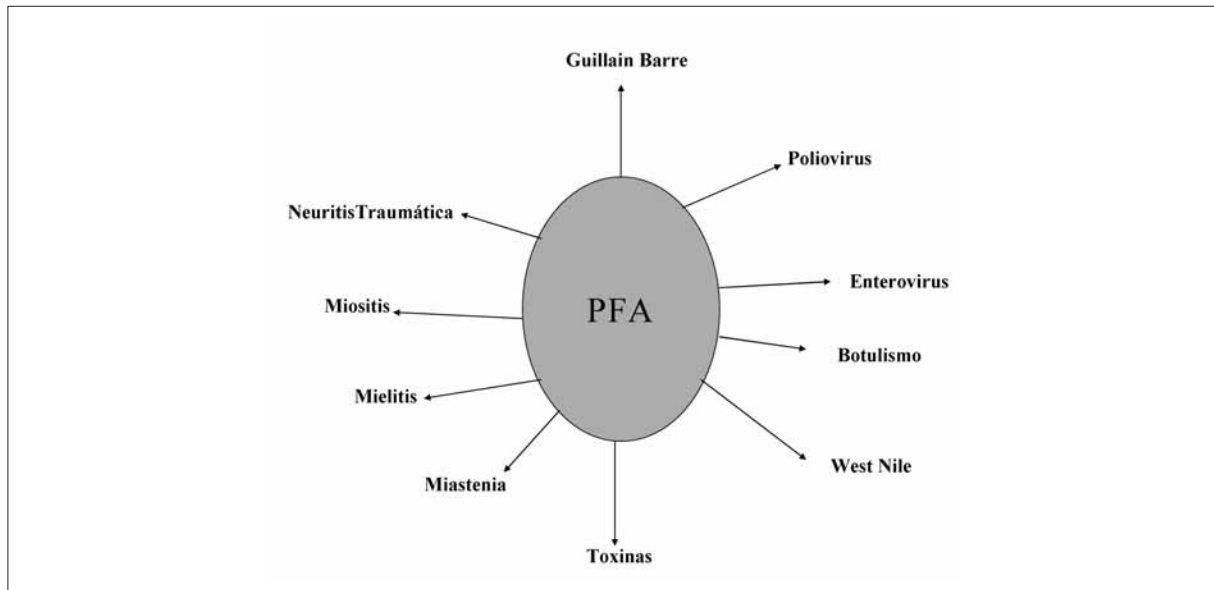 Guillain Barre
Poliovirus
NeuritisTraumática
Enterovirus
Miositis
PFA
Botulismo
Mielitis
West Nile
Miastenia
Toxinas